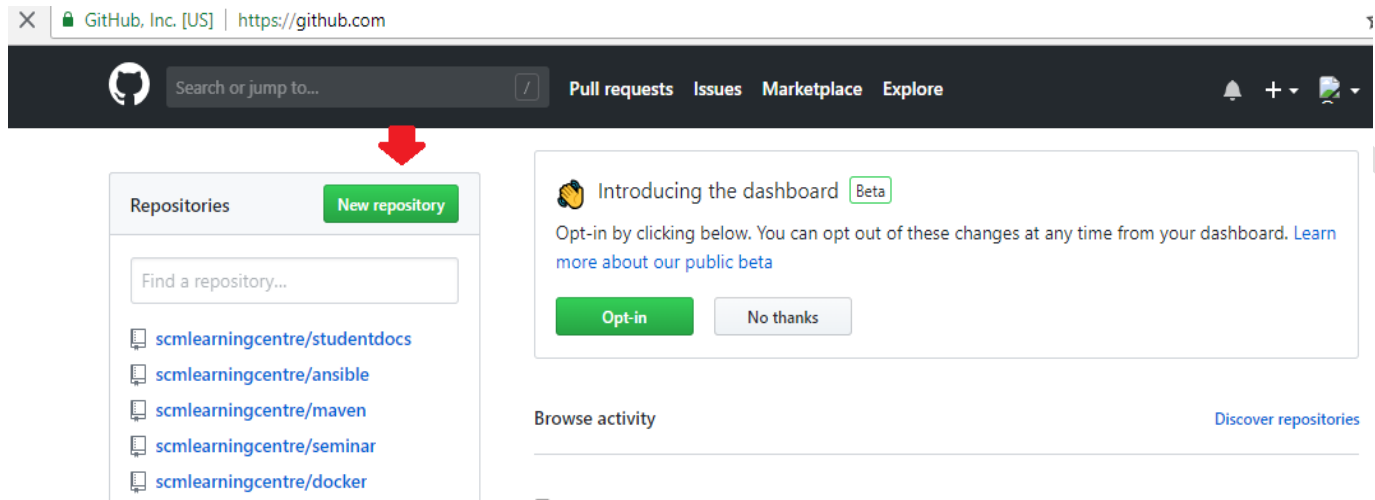 GitHub, Inc. [US] | https://github.com
Search or jump to... / Pull requests Issues Marketplace Explore
Repositories New repository
Find a repository...
scmlearningcentre/studentdocs
scmlearningcentre/ansible
scmlearningcentre/maven
scmlearningcentre/seminar
scmlearningcentre/docker
Introducing the dashboard Beta
Opt-in by clicking below. You can opt out of these changes at any time from your dashboard. Learn
more about our public beta
Opt-in No thanks
Browse activity Discover repositories